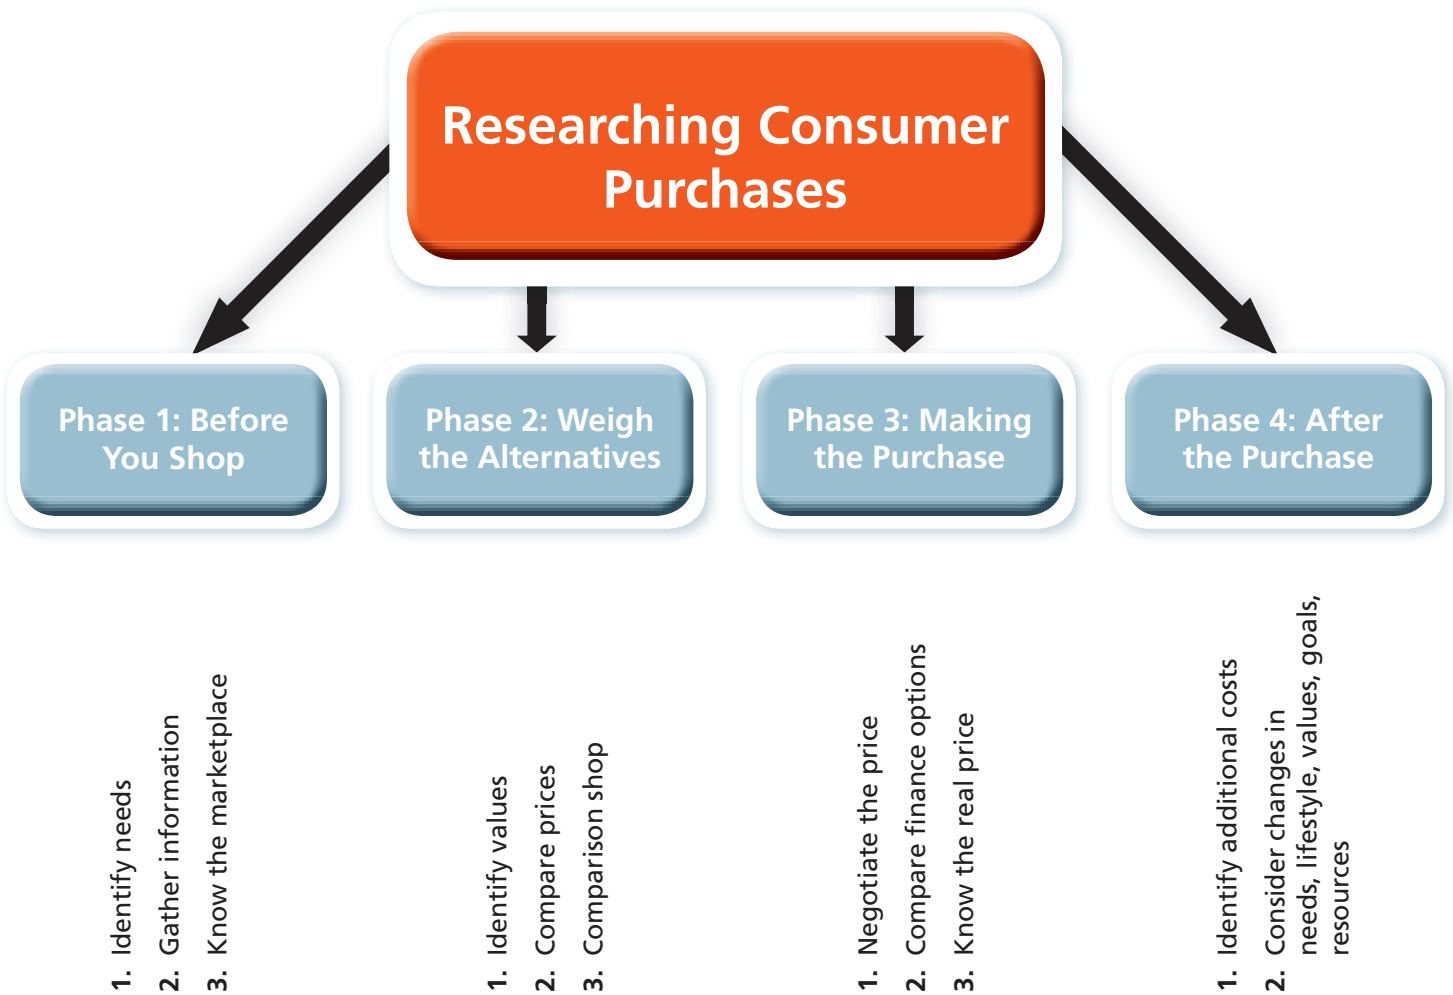 Researching Consumer
Purchases
Phase 1: Before
You Shop
Phase 2: Weigh
the Alternatives
Phase 3: Making
the Purchase
Phase 4: After
the Purchase
1. Identify needs
2. Gather information
3. Know the marketplace
1. Identify values
2. Compare prices
3. Comparison shop
1. Negotiate the price
2. Compare finance options
3. Know the real price
1. Identify additional costs
2. Consider changes in
needs, lifestyle, values, goals,
resources